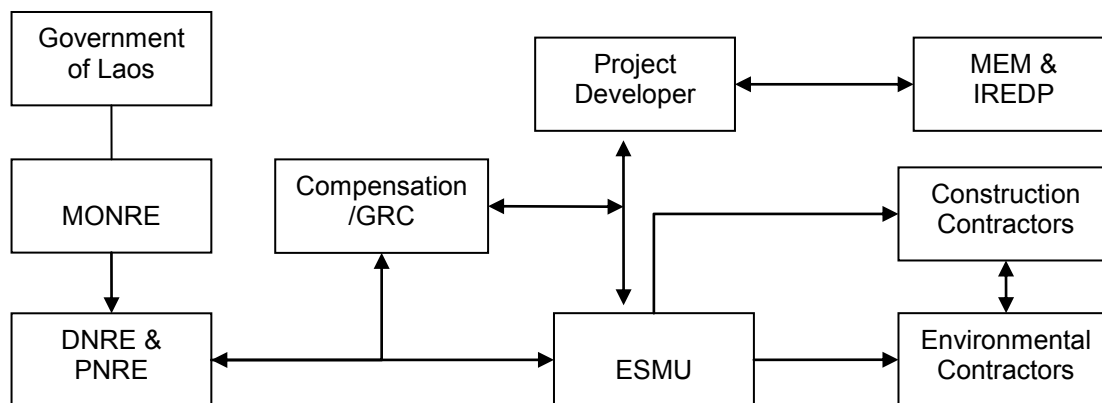 Government
of Laos
Project
Developer
MEM &
IREDP
MONRE
Compensation
/GRC
Construction
Contractors
DNRE &
PNRE
ESMU
Environmental
Contractors